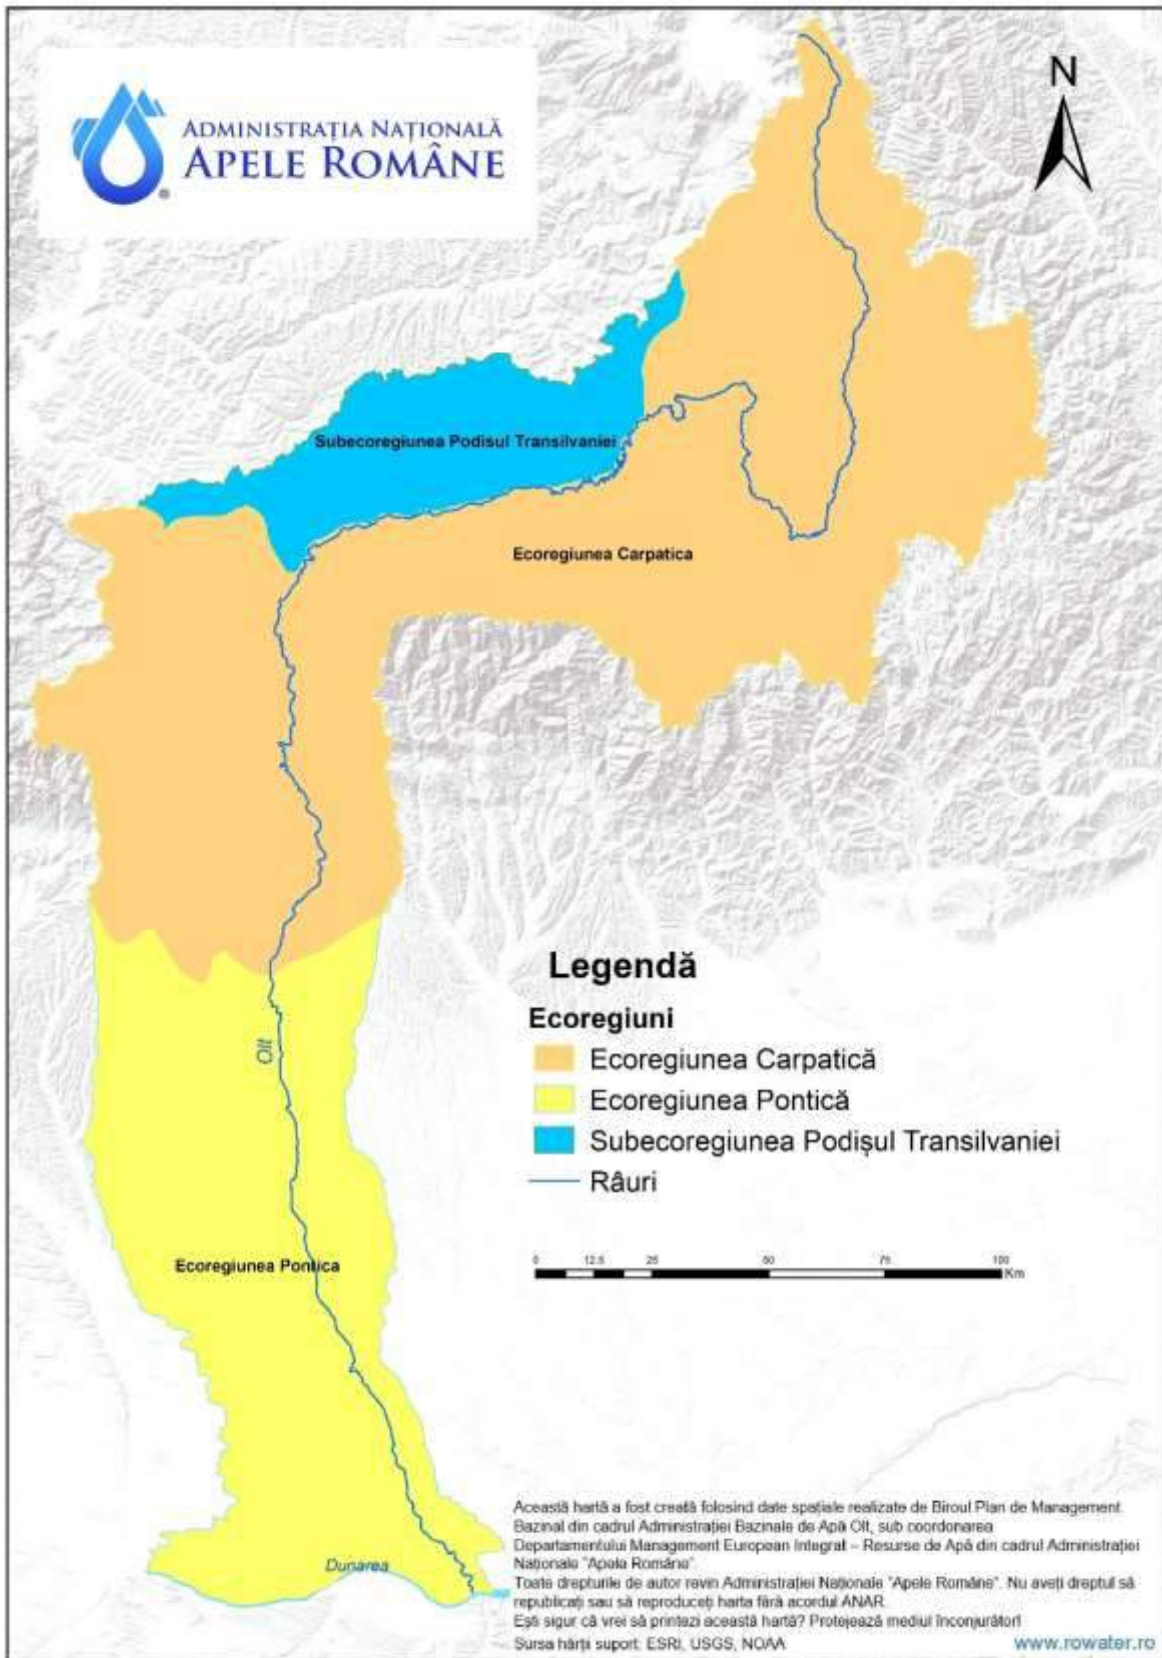 ADMINISTRAȚIA NAȚIONALĂ
APELE ROMÂNE
N
Subecoregiunea Podisul Transilvaniei
Ecoregiunea Carpatica
Legendă
Ecoregiuni
Ecoregiunea Carpatică
Ecoregiunea Pontică
Subecoregiunea Podișul Transilvaniei
Râuri
Olt
0 12.5 25 50 75 100
Km
Ecoregiunea Pontica
Dunarea
Această hartă a fost creată folosind date spațiale realizate de Biroul Plan de Management
Bazinal din cadrul Administrației Bazinale de Apă Olt, sub coordonarea
Departamentului Management European Integrat – Resurse de Apă din cadrul Administrației
Naționale "Apele Române"
Toate drepturile de autor revin Administrației Naționale "Apele Române". Nu aveți dreptul să
republicați sau să reproduceți harta fără acordul ANAR.
Ești sigur că vrei să printezi această hartă? Protejează mediul înconjurător!
Sursa hărții suport: ESRI, USGS, NOAA
www.rowater.ro